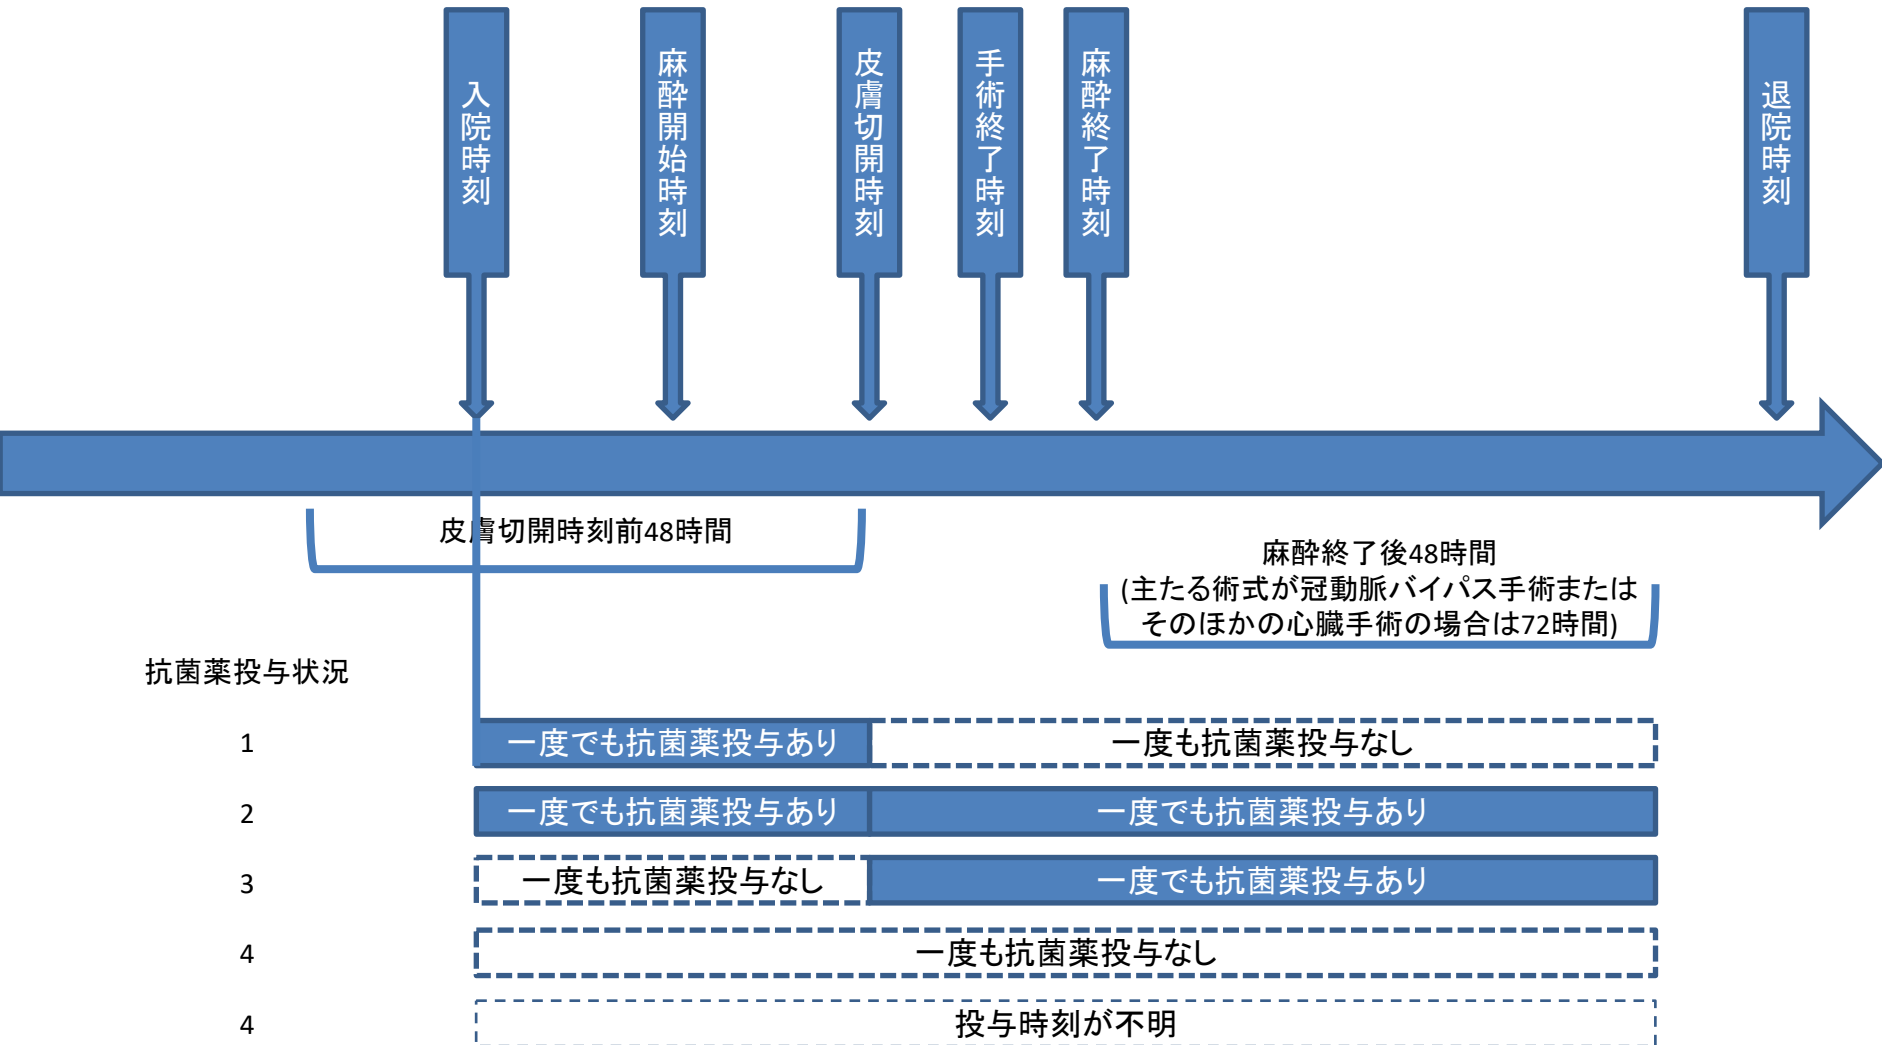 入院時刻
麻酔開始時刻
皮膚切開時刻
手術終了時刻
麻酔終了時刻
退院時刻
皮膚切開時刻前48時間
麻酔終了後48時間
(主たる術式が冠動脈バイパス手術または
そのほかの心臓手術の場合は72時間)
抗菌薬投与状況
1 一度でも抗菌薬投与あり 一度も抗菌薬投与なし
2 一度でも抗菌薬投与あり 一度でも抗菌薬投与あり
3 一度も抗菌薬投与なし 一度でも抗菌薬投与あり
4 一度も抗菌薬投与なし
4 投与時刻が不明